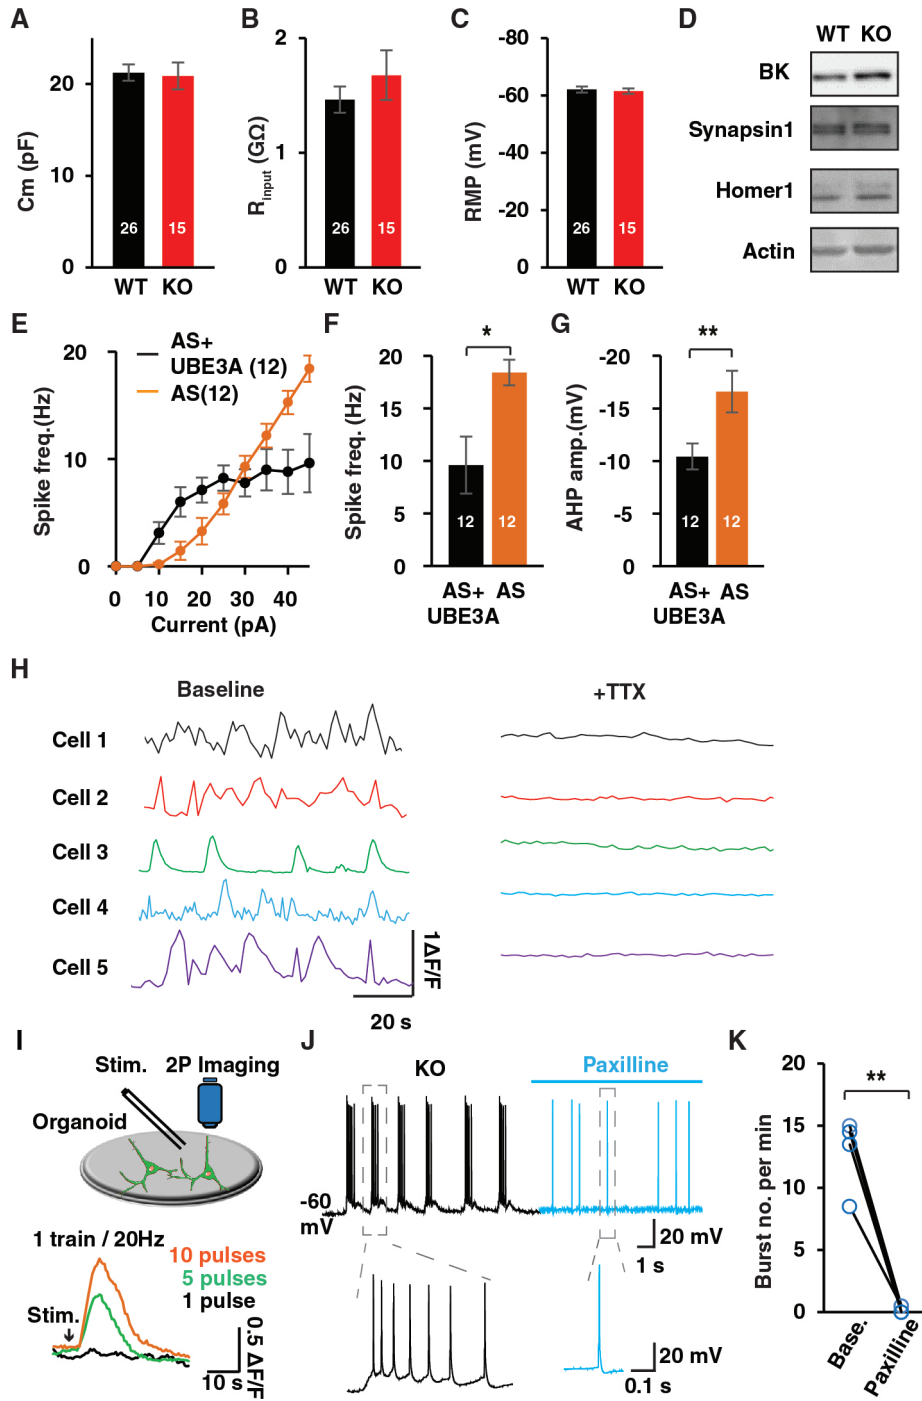 A
Cm (pF)
20
10
0
26
15
WT KO
B
R Input (GΩ)
2
1
0
26
15
WT KO
C
RMP (mV)
-80
-60
-40
-20
0
26
15
WT KO
D
WT KO
BK
Synapsin1
Homer1
Actin
E
AS+
UBE3A (12)
AS(12)
Spike freq.(Hz)
20
10
0
0 10 20 30 40
Current (pA)
F
*
Spike freq. (Hz)
20
15
10
5
0
12
12
AS+ AS
UBE3A
G
**
AHP amp.(mV)
-20
-15
-10
-5
0
12
12
AS+ AS
UBE3A
H
Baseline
+TTX
Cell 1
Cell 2
Cell 3
Cell 4
Cell 5
1ΔF/F
20 s
I
Stim. 2P Imaging
Organoid
1 train / 20Hz
10 pulses
5 pulses
1 pulse
Stim.
0.5 ΔF/F
10 s
J
KO
Paxilline
-60
mV
20 mV
1 s
20 mV
0.1 s
K
**
Burst no. per min
20
15
10
5
0
Base.
Paxilline